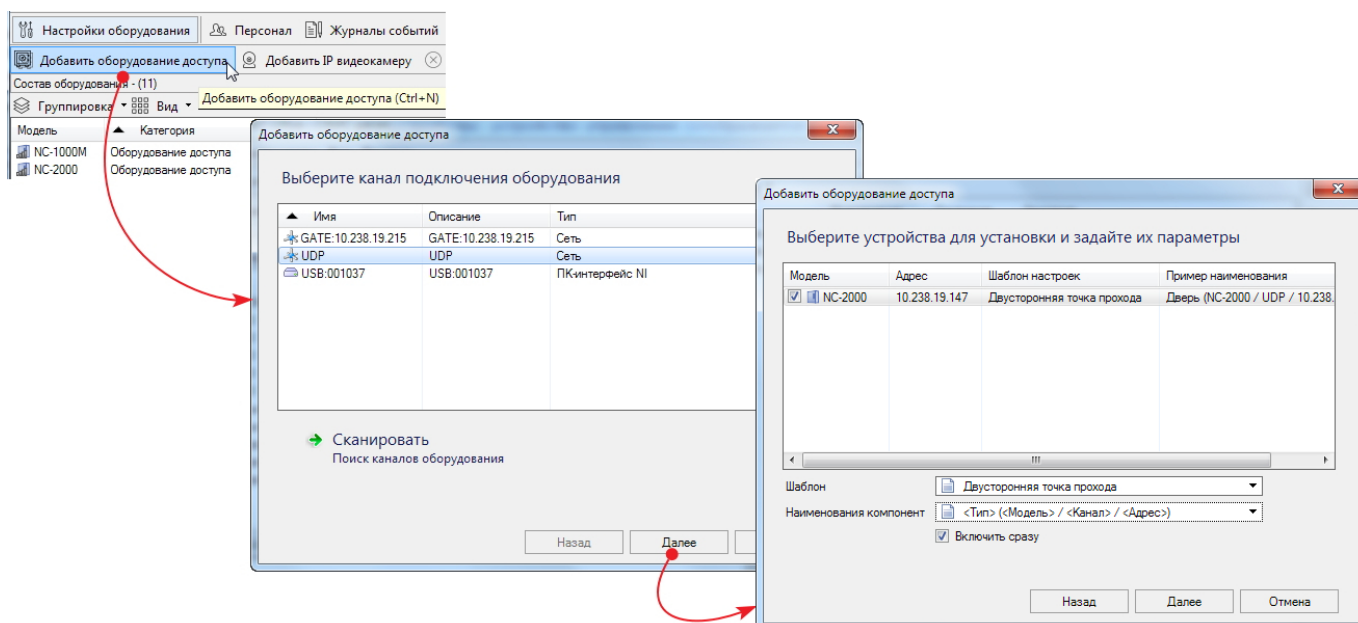 Настройки оборудования Персонал Журналы событий
Добавить оборудование доступа Добавить IP видеокамеру
Состав оборудования - (11)
Добавить оборудование доступа (Ctrl+N)
Группировка Вид
Модель Категория
NC-1000M Оборудование доступа
NC-2000 Оборудование доступа
Добавить оборудование доступа
Выберите канал подключения оборудования
Имя Описание Тип
GATE:10.238.19.215 GATE:10.238.19.215 Сеть
UDP UDP Сеть
USB:001037 USB:001037 ПК-интерфейс NI
Сканировать
Поиск каналов оборудования
Назад Далее
Добавить оборудование доступа
Выберите устройства для установки и задайте их параметры
Модель Адрес Шаблон настроек Пример наименования
NC-2000 10.238.19.147 Двусторонняя точка прохода Дверь (NC-2000 / UDP / 10.238.
Шаблон Двусторонняя точка прохода
Наименования компонент <Тип> (<Модель> / <Канал> / <Адрес>)
Включить сразу
Назад Далее Отмена